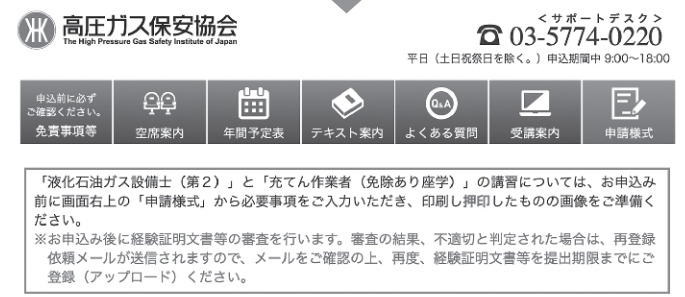 高圧ガス保安協会
The High Pressure Gas Safety Institute of Japan
＜サポートデスク＞
☎ 03-5774-0220
平日（土日祝祭日を除く。）申込期間中 9:00〜18:00
申込前に必ず
ご確認ください。
免責事項等
空席案内
年間予定表
テキスト案内
Q&A
よくある質問
受講案内
申請様式
「液化石油ガス設備士（第２）」と「充てん作業者（免除あり座学）」の講習については、お申込み
前に画面右上の「申請様式」から必要事項をご入力いただき、印刷し押印したものの画像をご準備く
ださい。
※お申込み後に経験証明文書等の審査を行います。審査の結果、不適切と判定された場合は、再登録
依頼メールが送信されますので、メールをご確認の上、再度、経験証明文書等を提出期限までにご
登録（アップロード）ください。